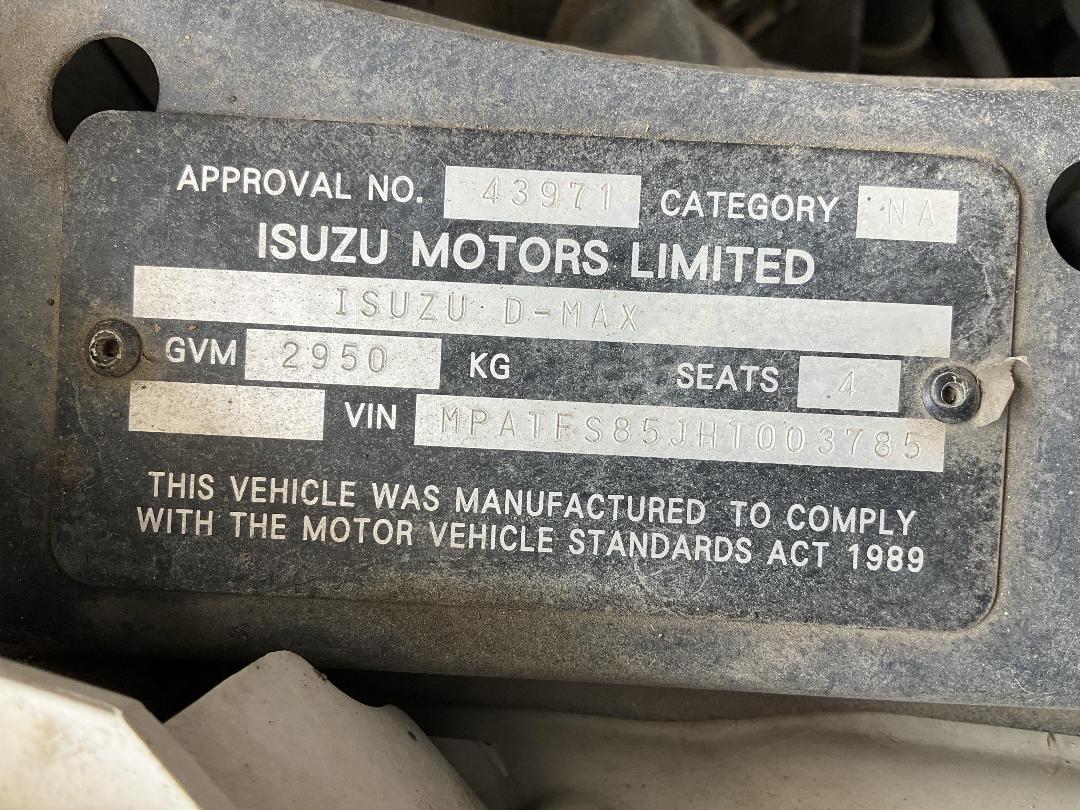 APPROVAL NO. 43971 CATEGORY NA
ISUZU MOTORS LIMITED
ISUZU D-MAX
GVM 2950 KG SEATS 4
VIN MPATFS85JHT003785
THIS VEHICLE WAS MANUFACTURED TO COMPLY
WITH THE MOTOR VEHICLE STANDARDS ACT 1989